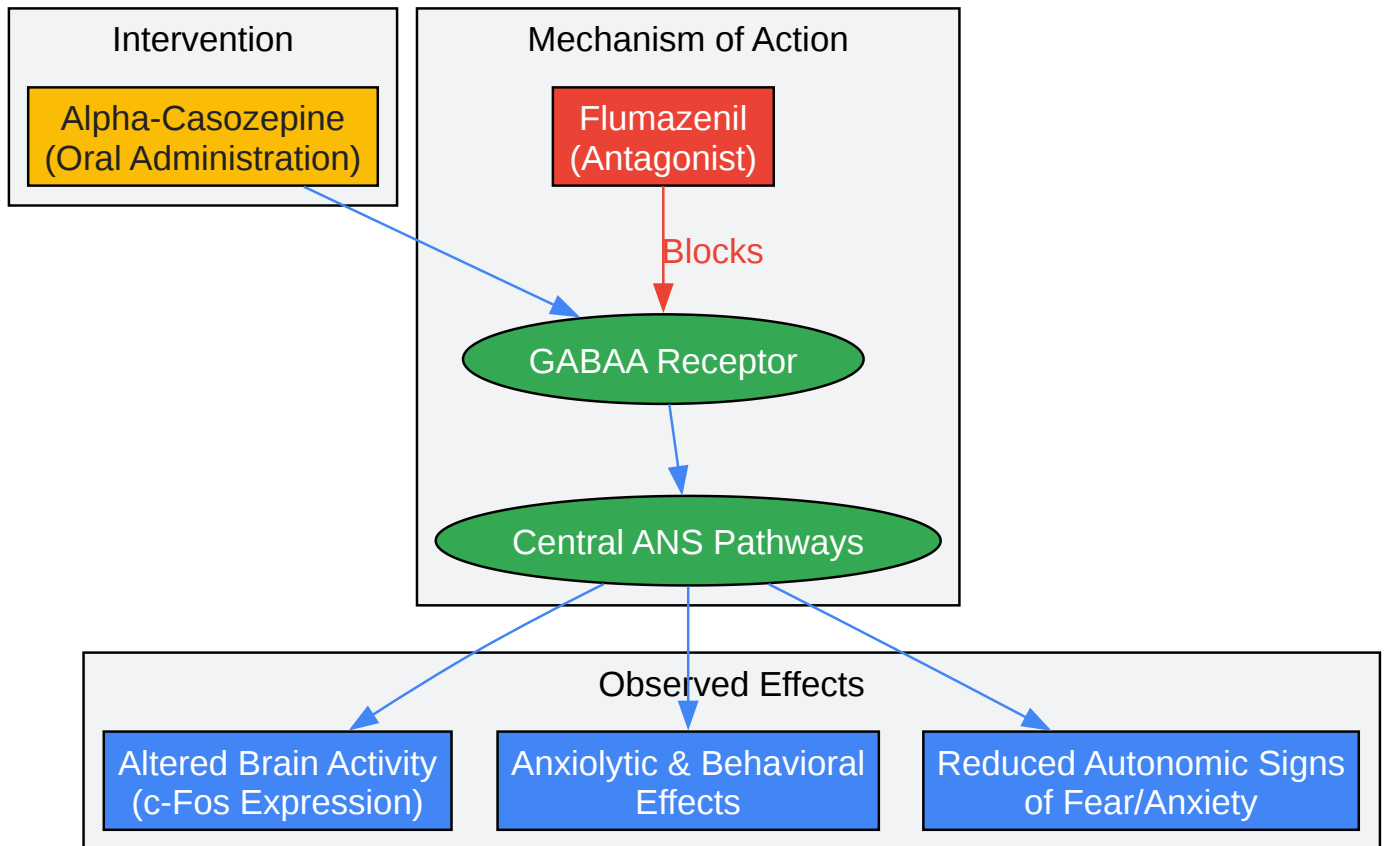 Intervention
Mechanism of Action
Alpha-Casozepine
(Oral Administration)
Flumazenil
(Antagonist)
Blocks
GABAA Receptor
Central ANS Pathways
Observed Effects
Altered Brain Activity
(c-Fos Expression)
Anxiolytic & Behavioral
Effects
Reduced Autonomic Signs
of Fear/Anxiety